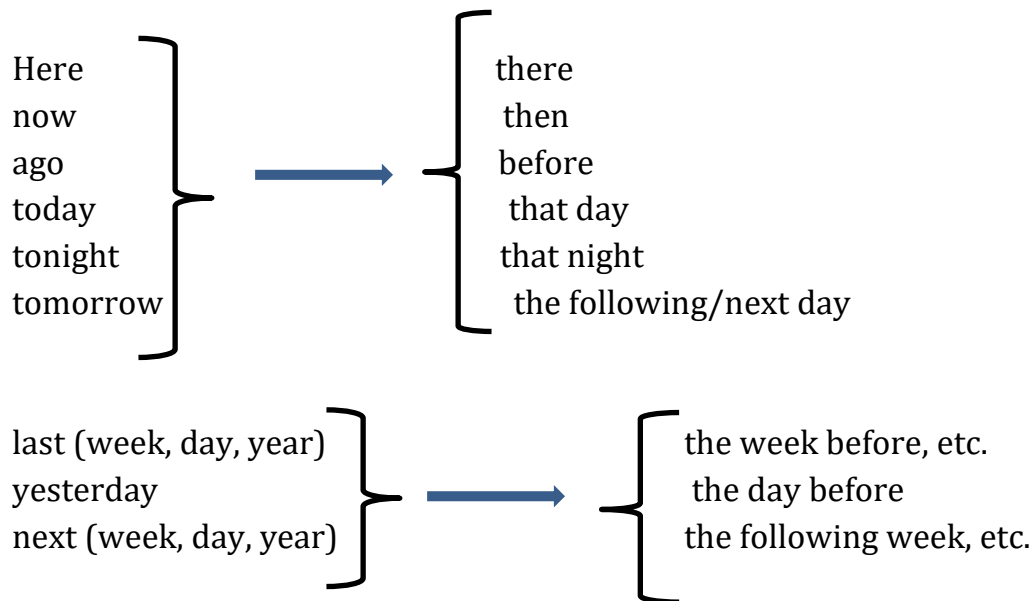 Here there
now then
ago before
today that day
tonight that night
tomorrow the following/next day
last (week, day, year) the week before, etc.
yesterday the day before
next (week, day, year) the following week, etc.